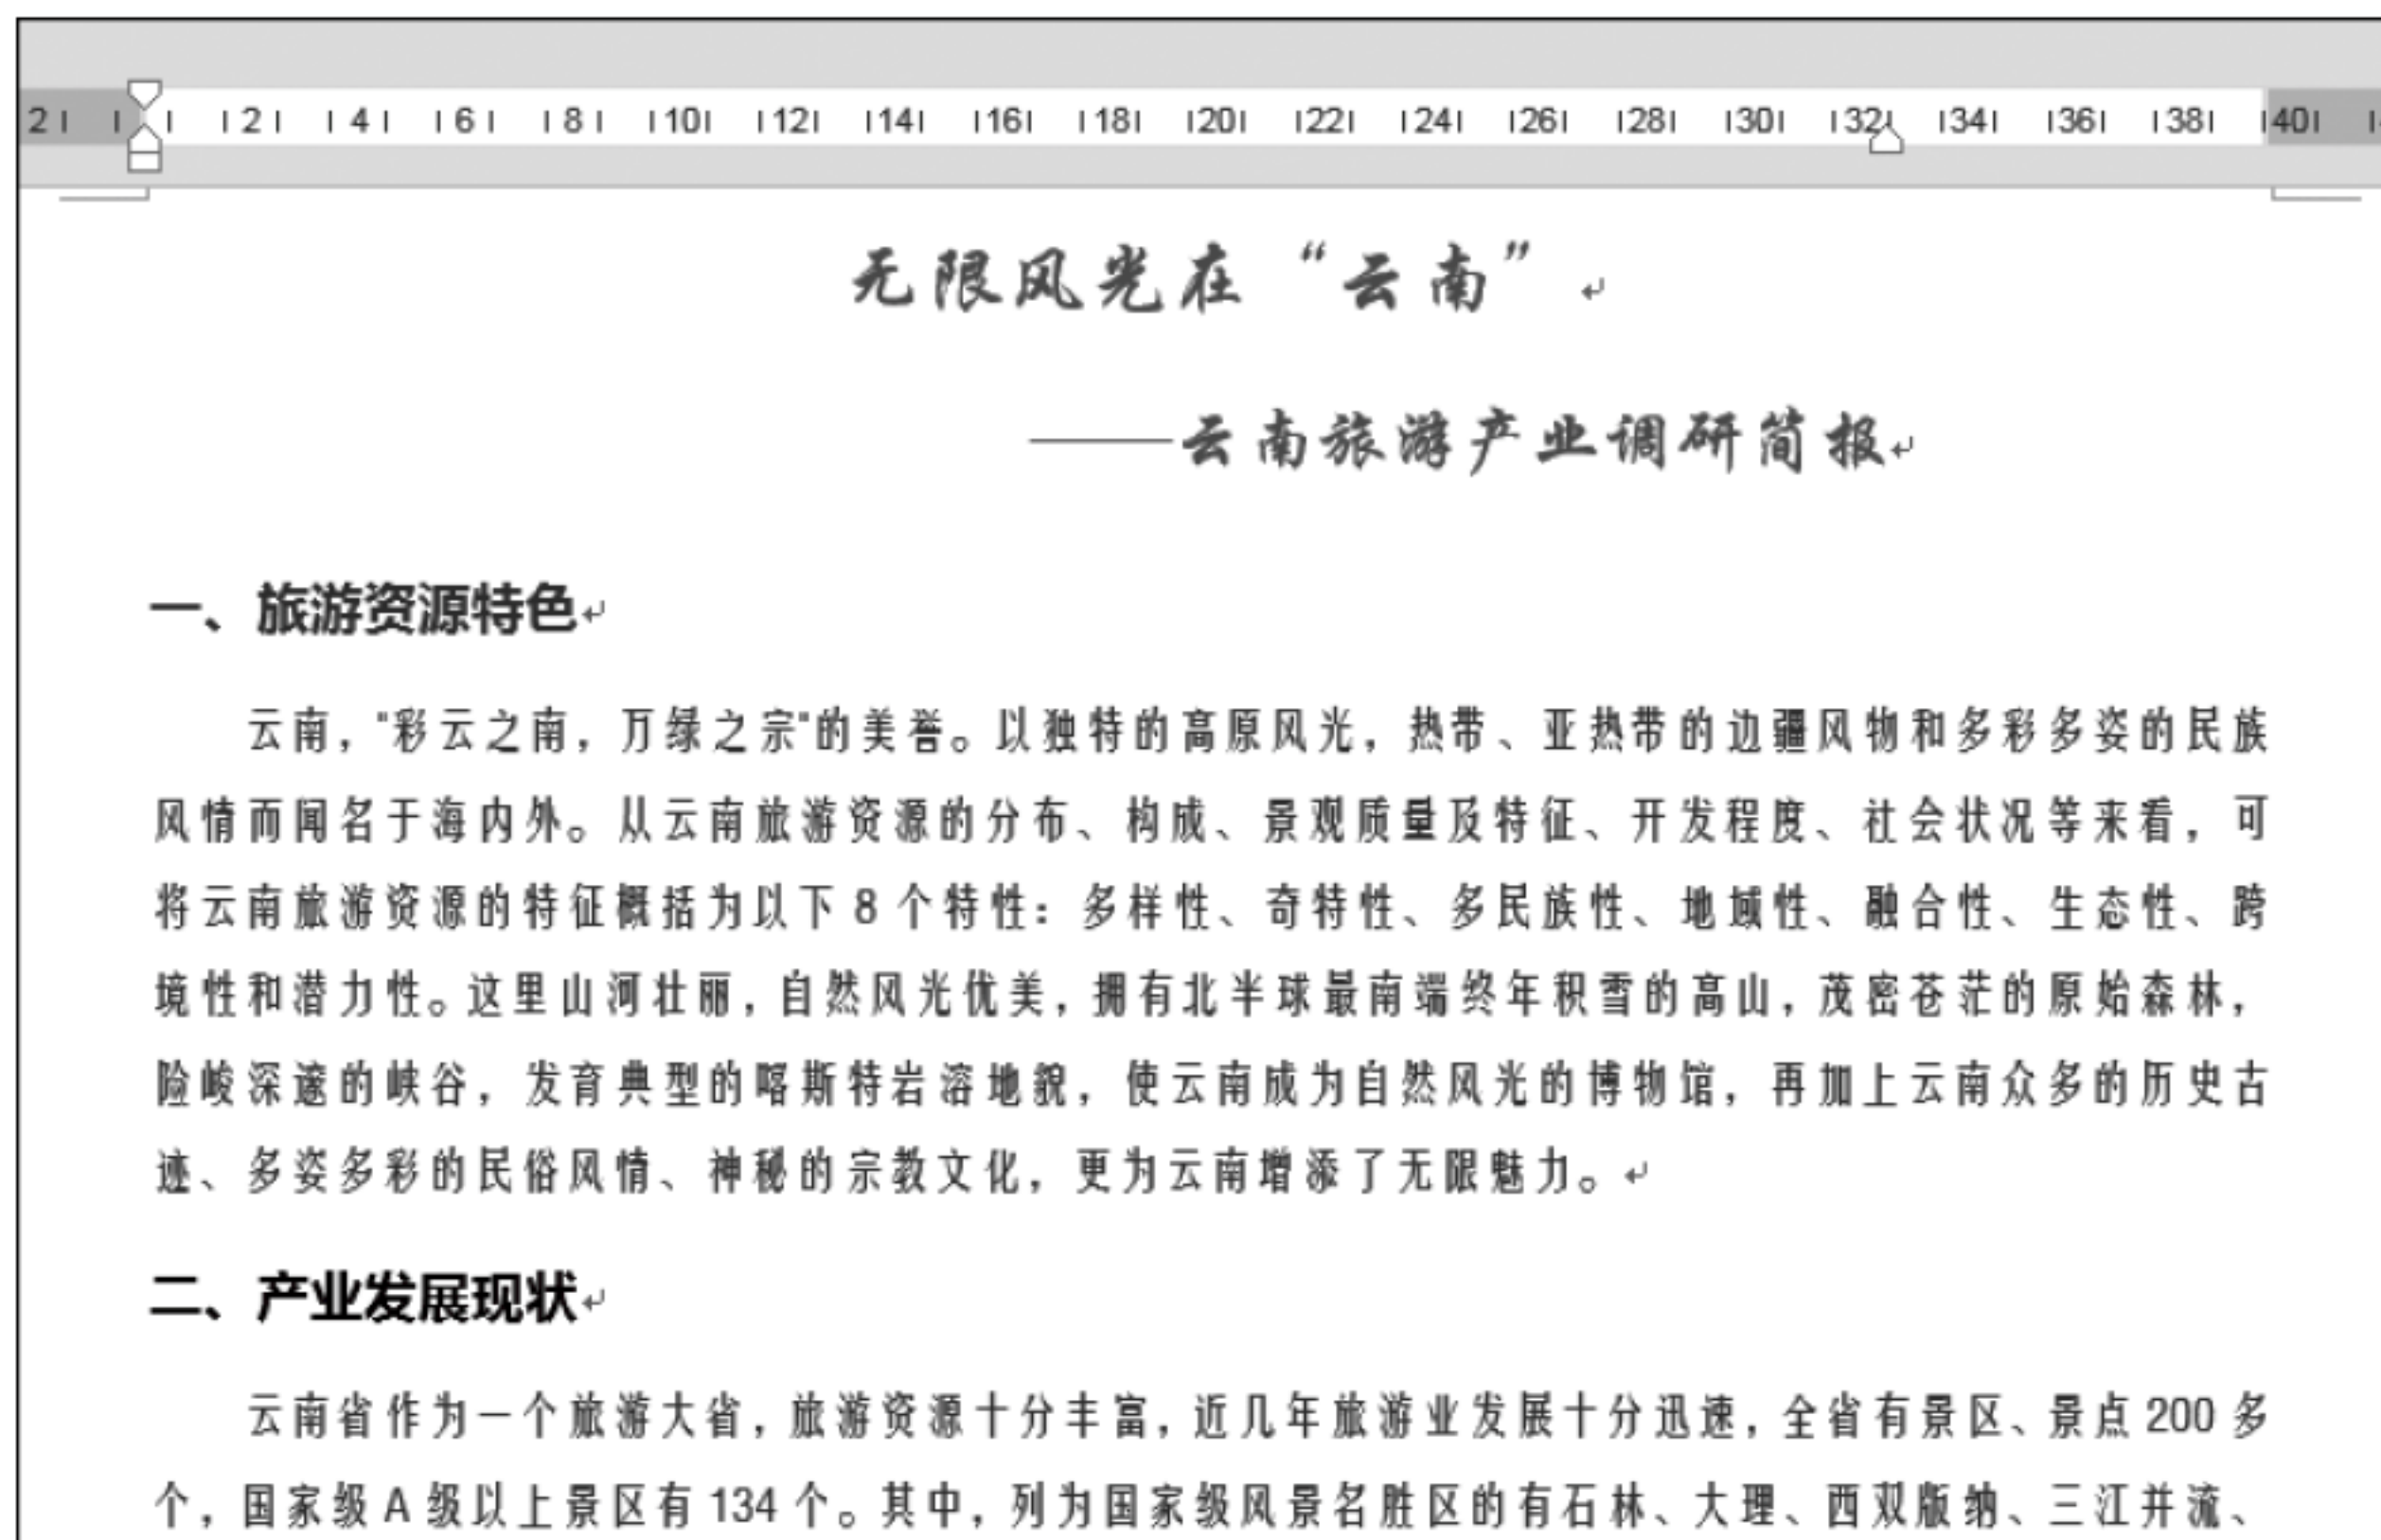 2 2 4 6 8 10 12 14 16 18 20 22 24 26 28 30 32 34 36 38 40
无限风光在“云南”
——云南旅游产业调研简报
一、旅游资源特色
云南，"彩云之南，万绿之宗"的美誉。以独特的高原风光，热带、亚热带的边疆风物和多彩多姿的民族
风情而闻名于海内外。从云南旅游资源的分布、构成、景观质量及特征、开发程度、社会状况等来看，可
将云南旅游资源的特征概括为以下 8 个特性：多样性、奇特性、多民族性、地域性、融合性、生态性、跨
境性和潜力性。这里山河壮丽，自然风光优美，拥有北半球最南端终年积雪的高山，茂密苍茫的原始森林，
险峻深邃的峡谷，发育典型的喀斯特岩溶地貌，使云南成为自然风光的博物馆，再加上云南众多的历史古
迹、多姿多彩的民俗风情、神秘的宗教文化，更为云南增添了无限魅力。
二、产业发展现状
云南省作为一个旅游大省，旅游资源十分丰富，近几年旅游业发展十分迅速，全省有景区、景点 200 多
个，国家级 A 级以上景区有 134 个。其中，列为国家级风景名胜区的有石林、大理、西双版纳、三江并流、